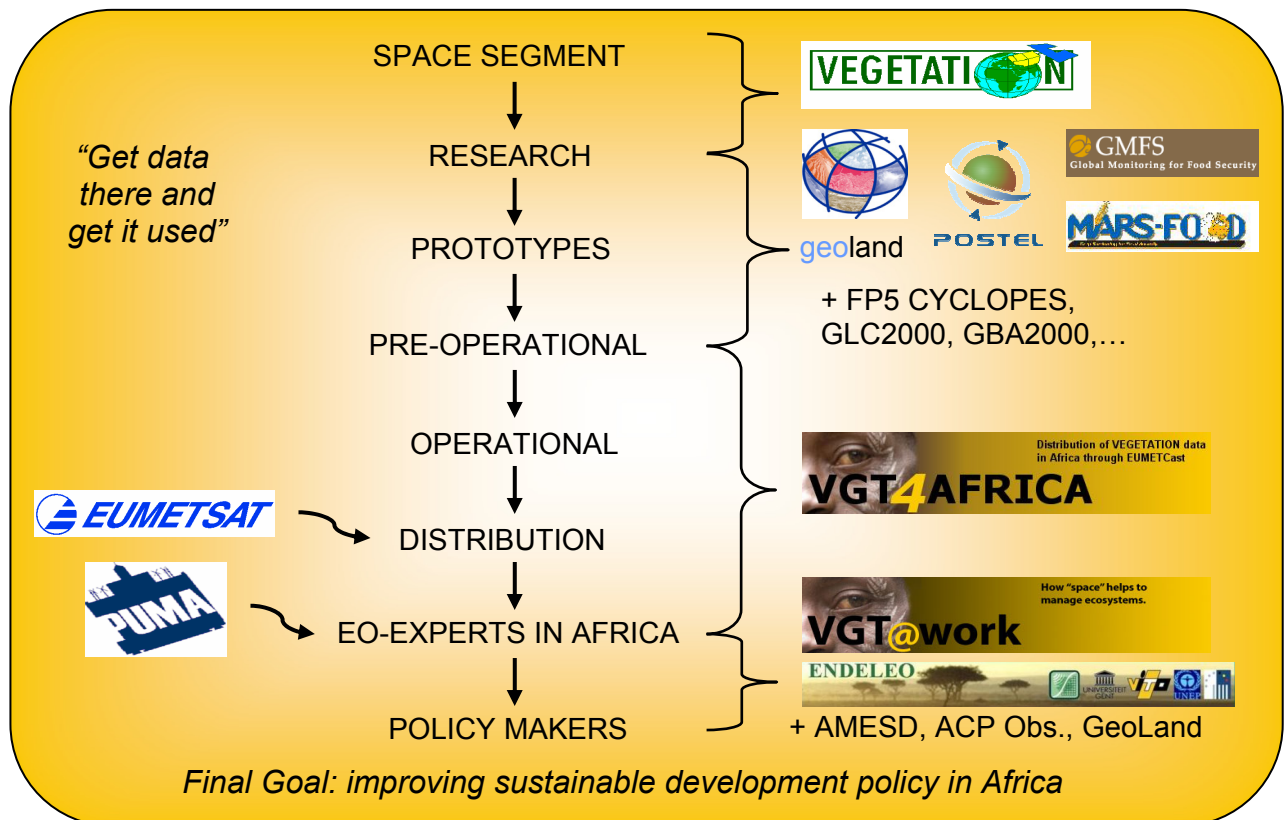 SPACE SEGMENT
VEGETATION
"Get data
there and
get it used"
RESEARCH
PROTOTYPES
PRE-OPERATIONAL
geoland
POSTEL
GMFS
Global Monitoring for Food Security
MARS-FOOD
+ FP5 CYCLOPES,
GLC2000, GBA2000,...
OPERATIONAL
Distribution of VEGETATION data
in Africa through EUMETCast
VGT4AFRICA
EUMETSAT
DISTRIBUTION
PUMA
EO-EXPERTS IN AFRICA
How "space" helps to
manage ecosystems.
VGT@work
ENDELEO
UNIVERSITEIT
GENT
vito
UNEP
POLICY MAKERS
+ AMESD, ACP Obs., GeoLand
Final Goal: improving sustainable development policy in Africa